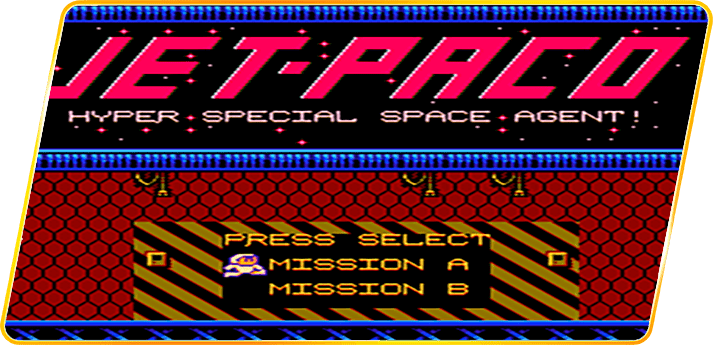 JET-PACO
HYPER SPECIAL SPACE AGENT!
PRESS SELECT
MISSION A
MISSION B